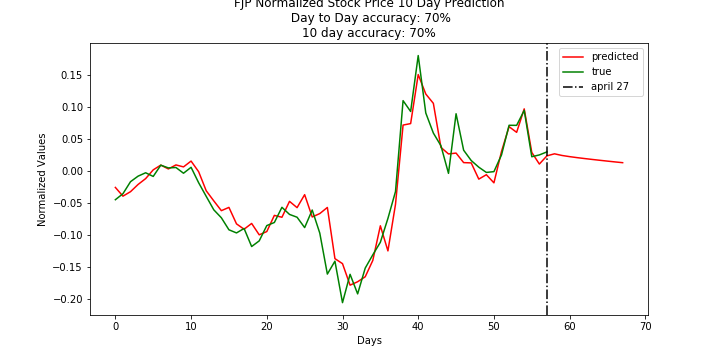 FJP Normalized Stock Price 10 Day Prediction
Day to Day accuracy: 70%
10 day accuracy: 70%
predicted
true
april 27
0.15
0.10
0.05
0.00
−0.05
−0.10
−0.15
−0.20
Normalized Values
0
10
20
30
40
50
60
70
Days